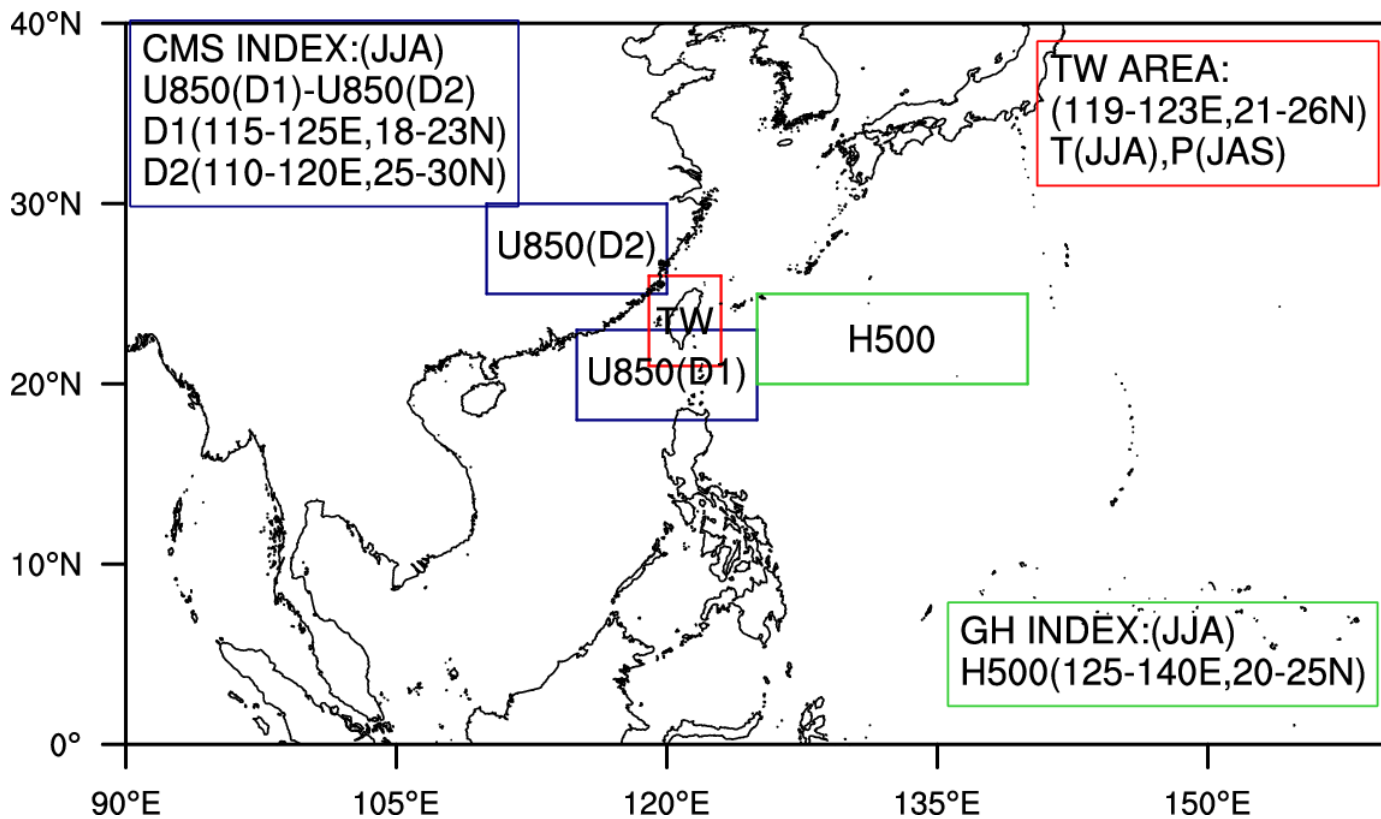 40°N
CMS INDEX:(JJA)
U850(D1)-U850(D2)
D1(115-125E,18-23N)
D2(110-120E,25-30N)
TW AREA:
(119-123E,21-26N)
T(JJA),P(JAS)
30°N
U850(D2)
TW
H500
U850(D1)
20°N
10°N
GH INDEX:(JJA)
H500(125-140E,20-25N)
0°
90°E
105°E
120°E
135°E
150°E